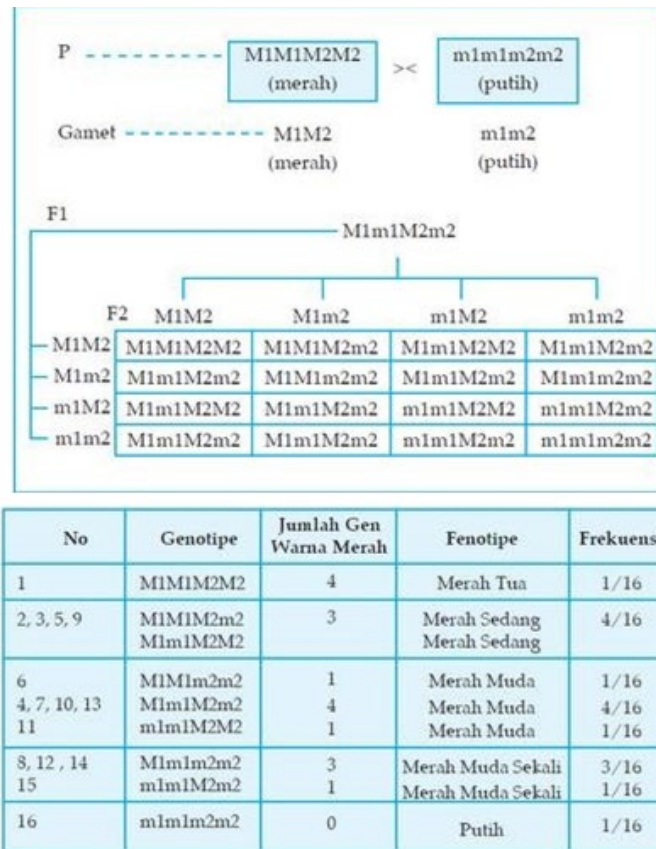 P M1M1M2M2 >< m1m1m2m2
(merah) (putih)
Gamet M1M2 m1m2
(merah) (putih)
F1
M1m1M2m2
F2 M1M2 M1m2 m1M2 m1m2
M1M2 M1M1M2M2 M1M1M2m2 M1m1M2M2 M1m1M2m2
M1m2 M1m1M2m2 M1M1m2m2 M1m1M2m2 M1m1m2m2
m1M2 M1m1M2M2 M1m1M2m2 m1m1M2M2 M1m1M2m2
m1m2 M1m1M2m2 M1m1M2m2 m1m1M2m2 m1m1m2m2
No Genotipe Jumlah Gen Warna Merah Fenotipe Frekuens
1 M1M1M2M2 4 Merah Tua 1/16
2, 3, 5, 9 M1M1M2m2 3 Merah Sedang 4/16
M1m1M2M2 Merah Sedang
6 M1M1m2m2 1 Merah Muda 1/16
4, 7, 10, 13 M1m1M2m2 4 Merah Muda 4/16
11 m1m1M2M2 1 Merah Muda 1/16
8, 12 , 14 M1m1m2m2 3 Merah Muda Sekali 3/16
15 m1m1M2m2 1 Merah Muda Sekali 1/16
16 m1m1m2m2 0 Putih 1/16